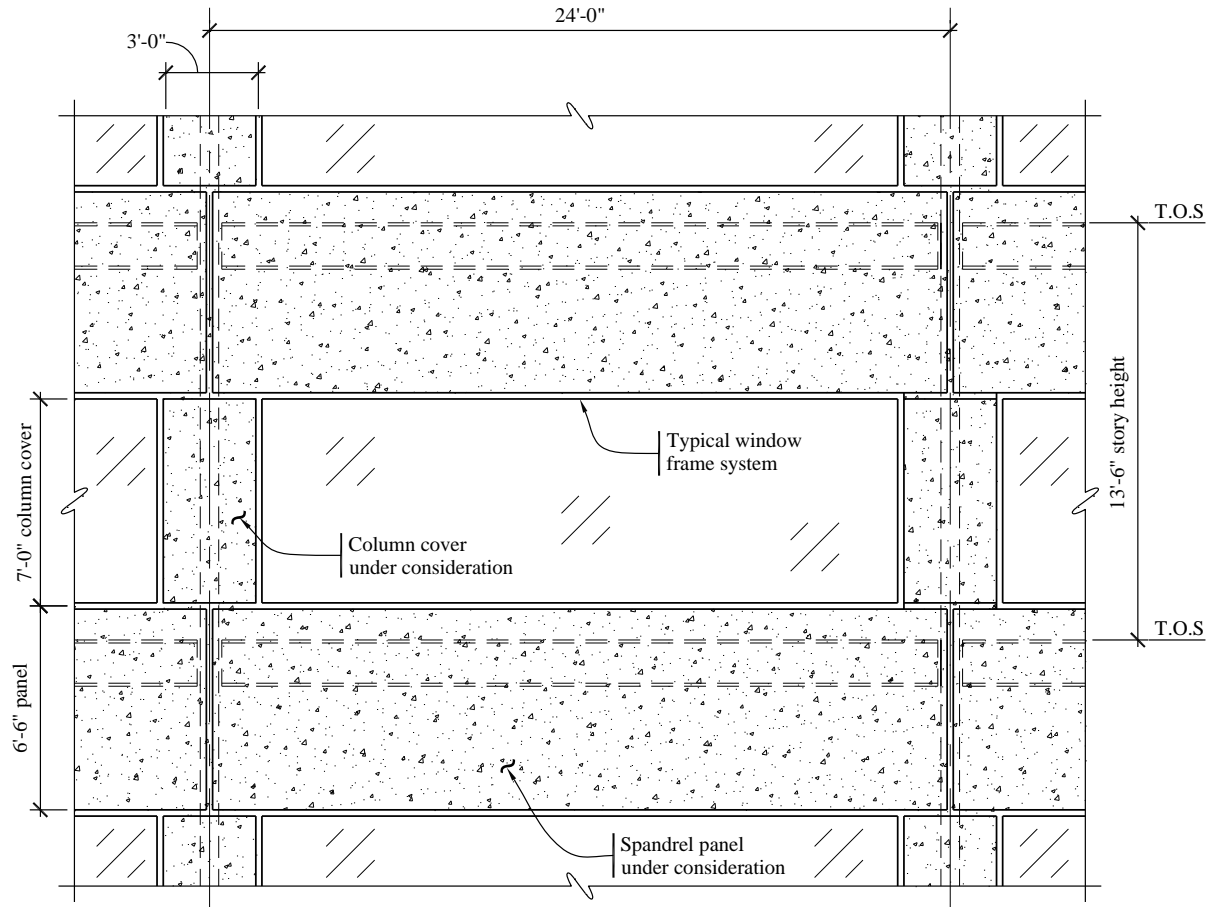 24'-0"
3'-0"
T.O.S
13'-6" story height
7'-0" column cover
Typical window
frame system
Column cover
under consideration
T.O.S
6'-6" panel
Spandrel panel
under consideration